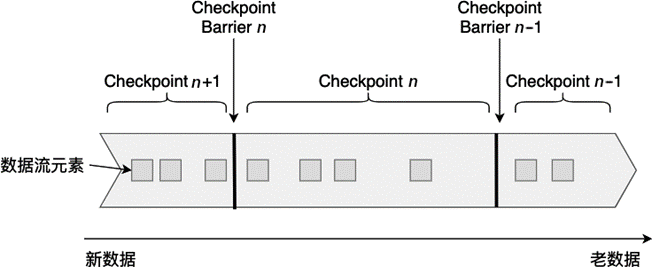 Checkpoint
Barrier n
Checkpoint
Barrier n-1
Checkpoint n+1
Checkpoint n
Checkpoint n-1
数据流元素
新数据
老数据